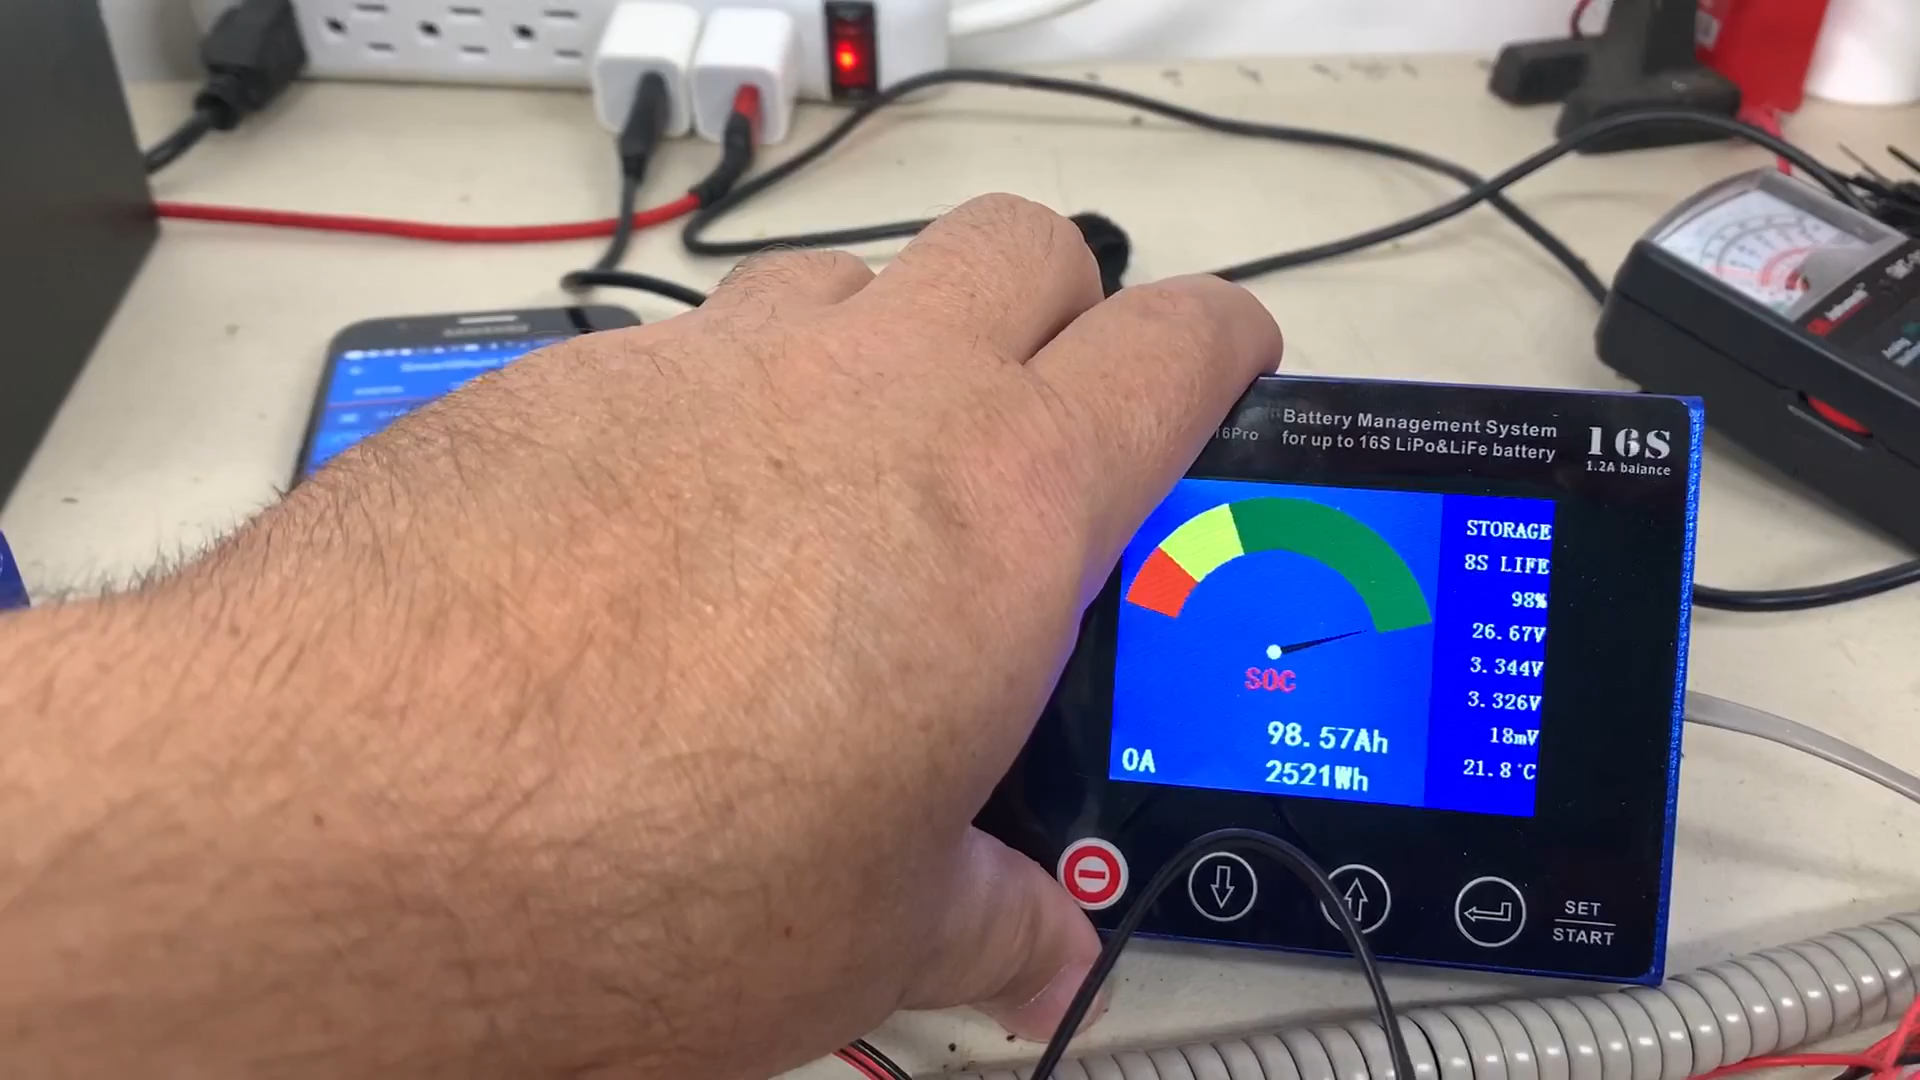 SAMSUNG
16Pro
Battery Management System
for up to 16S LiPo&LiFe battery
16S
1.2A balance
STORAGE
8S LIFE
98%
26.67V
3.344V
3.326V
18mV
21.8°C
SOC
98.57Ah
0A
2521Wh
SET
START